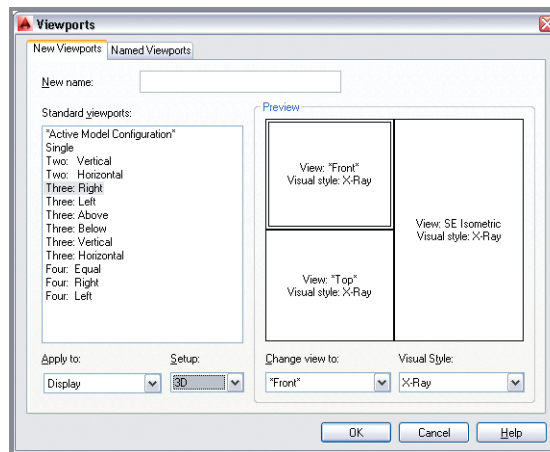 Viewports
New Viewports Named Viewports
New name:
Standard viewports:
*Active Model Configuration*
Single
Two: Vertical
Two: Horizontal
Three: Right
Three: Left
Three: Above
Three: Below
Three: Vertical
Three: Horizontal
Four: Equal
Four: Right
Four: Left
Apply to:
Display
Setup:
3D
Preview
View: *Front*
Visual style: X-Ray
View: *Top*
Visual style: X-Ray
View: SE Isometric
Visual style: X-Ray
Change view to:
*Front*
Visual Style:
X-Ray
OK Cancel Help